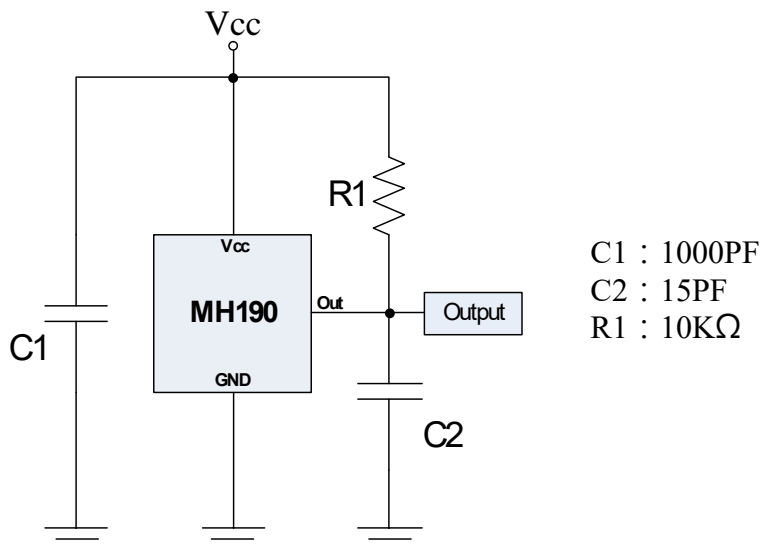 Vcc
R1
Vcc
MH190
Out
Output
GND
C1
C2
C1：1000PF
C2：15PF
R1：10KΩ